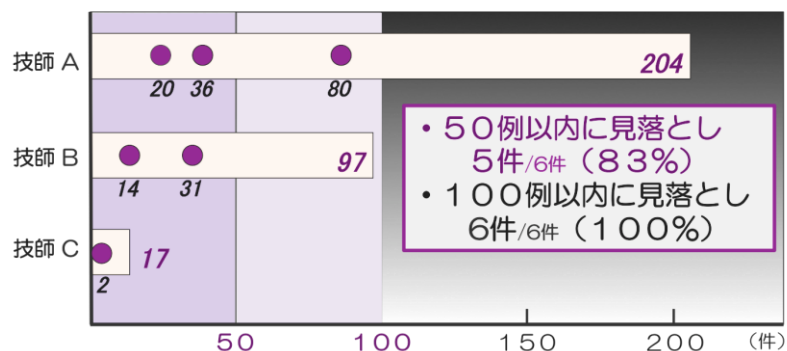 技師 A
204
20 36 80
・５０例以内に見落とし
５件/6件（８３％）
・１００例以内に見落とし
６件/6件（１００％）
技師 B
97
14 31
技師 C
17
2
50 100 150 200 （件）